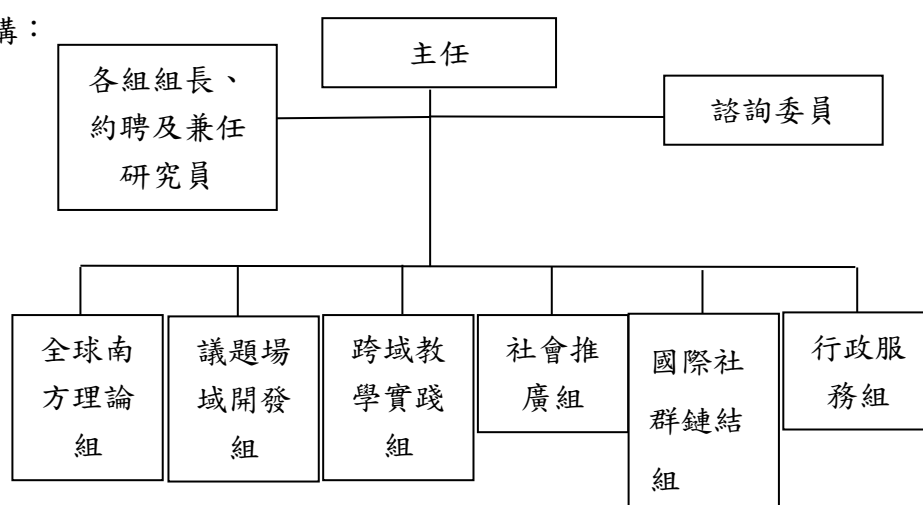 構：
主任
各組組長、
約聘及兼任
研究員
諮詢委員
全球南
方理論
組
議題場
域開發
組
跨域教
學實踐
組
社會推
廣組
國際社
群鏈結
組
行政服
務組